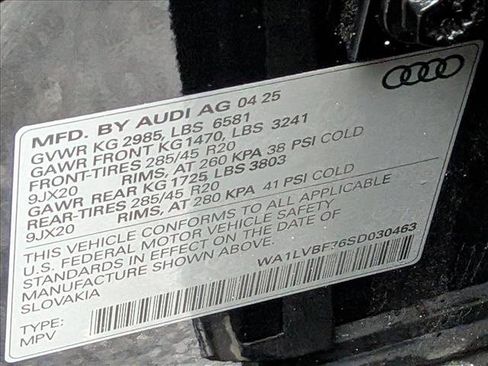 MFD. BY AUDI AG 04 25
GVWR KG 2985, LBS 6581
GAWR FRONT KG1470, LBS 3241
FRONT-TIRES 285/45 R20
9JX20 RIMS, AT 260 KPA 38 PSI COLD
GAWR REAR KG 1725 LBS 3803
REAR-TIRES 285/45 R20
9JX20 RIMS, AT 280 KPA 41 PSI COLD
THIS VEHICLE CONFORMS TO ALL APPLICABLE
U.S. FEDERAL MOTOR VEHICLE SAFETY
STANDARDS IN EFFECT ON THE DATE OF
MANUFACTURE SHOWN ABOVE.
SLOVAKIA
WA1LVBF76SD030463
TYPE:
MPV